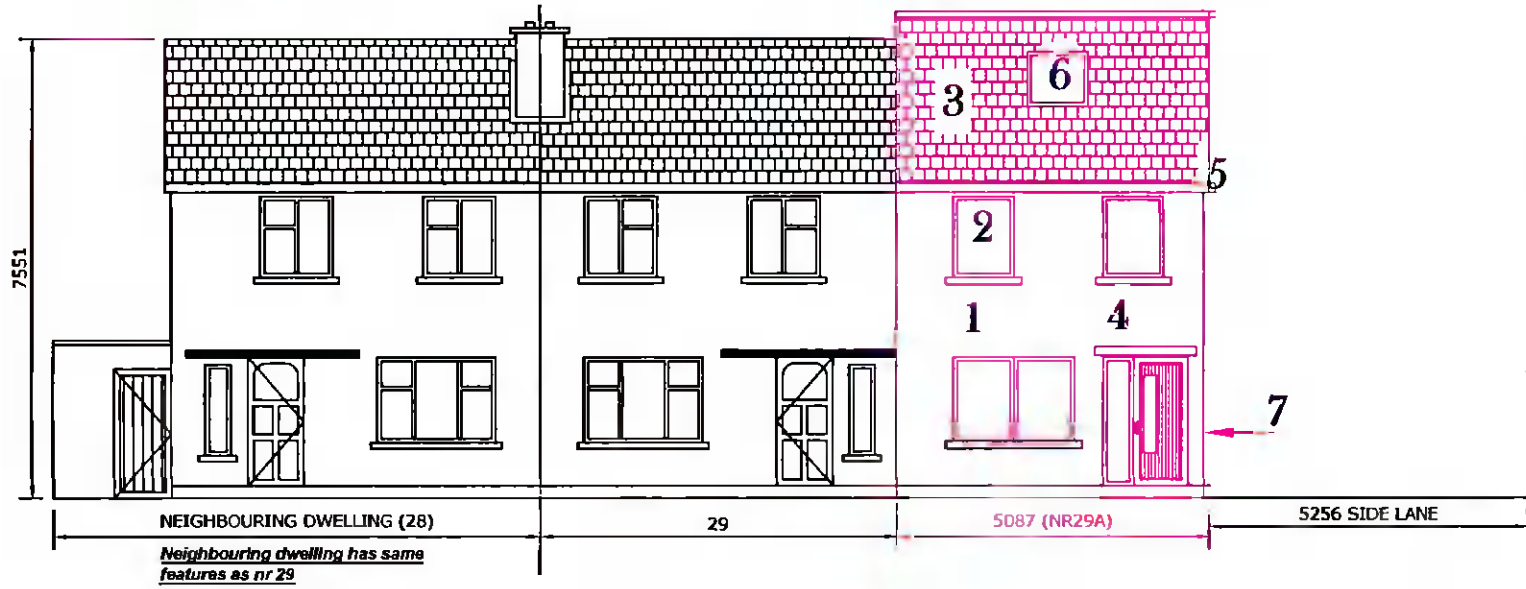 6
3
5
2
7551
1
4
7
NEIGHBOURING DWELLING (28)
29
5087 (NR29A)
5256 SIDE LANE
Neighbouring dwelling has same
features as nr 29